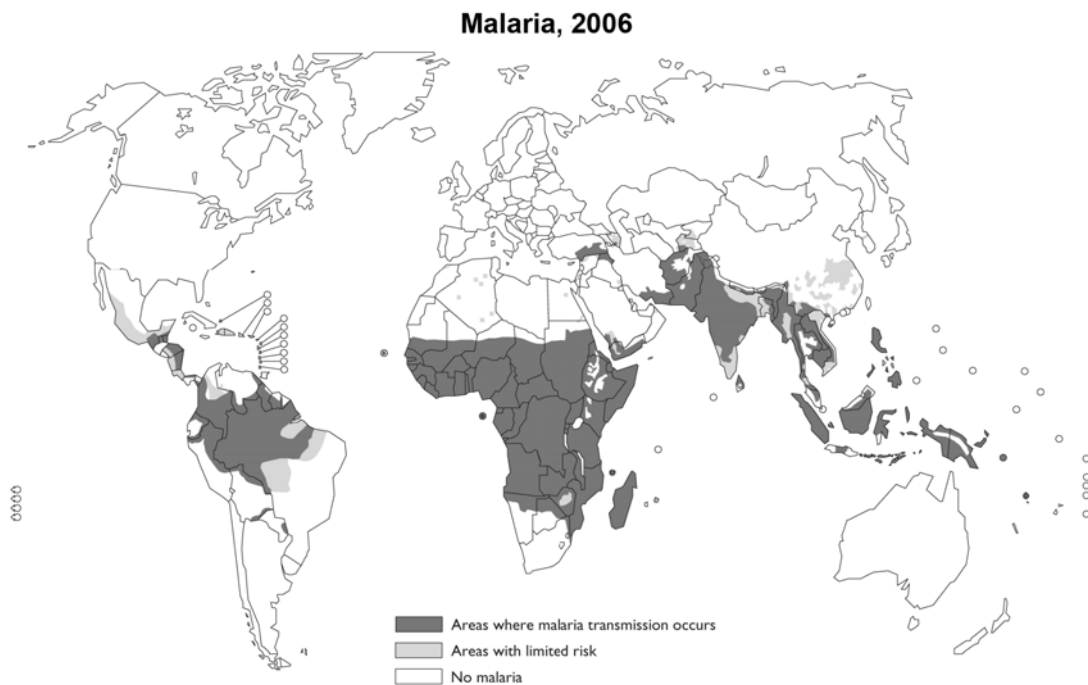 Malaria, 2006
Areas where malaria transmission occurs
Areas with limited risk
No malaria